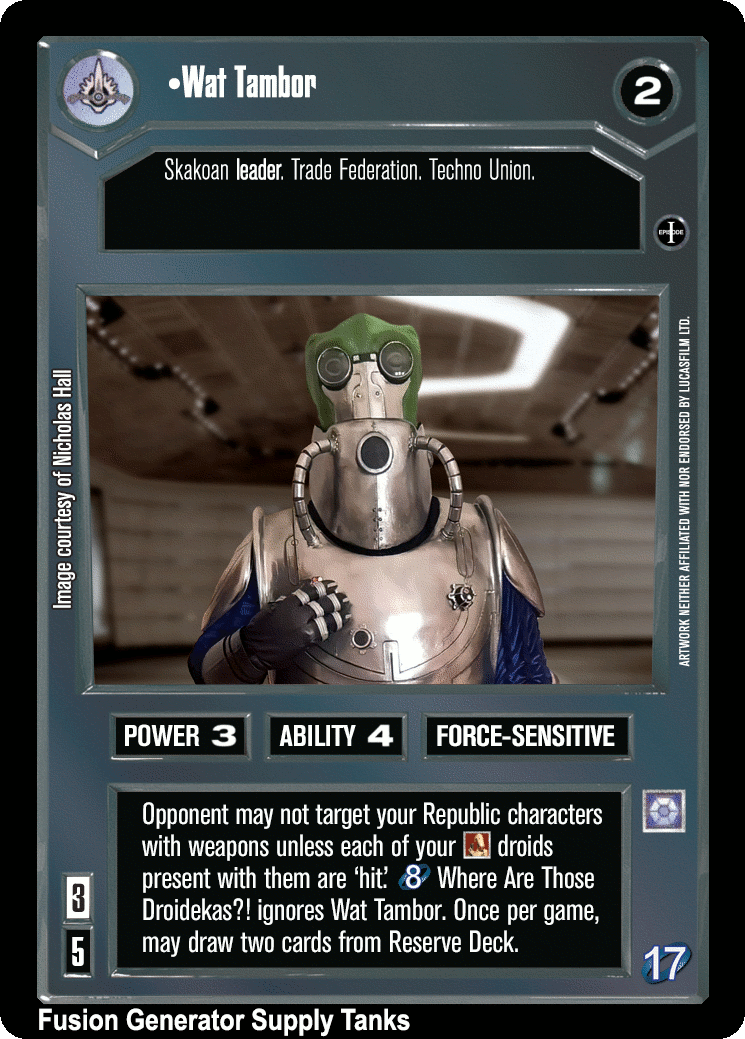 •Wat Tambor
2
Skakoan leader. Trade Federation. Techno Union.
EPISODE
I
Image courtesy of Nicholas Hall
ARTWORK NEITHER AFFILIATED WITH NOR ENDORSED BY LUCASFILM LTD.
POWER 3
ABILITY 4
FORCE-SENSITIVE
Opponent may not target your Republic characters
with weapons unless each of your droids
present with them are ‘hit.’ 8 Where Are Those
Droidekas?! ignores Wat Tambor. Once per game,
may draw two cards from Reserve Deck.
3
5
17
Fusion Generator Supply Tanks